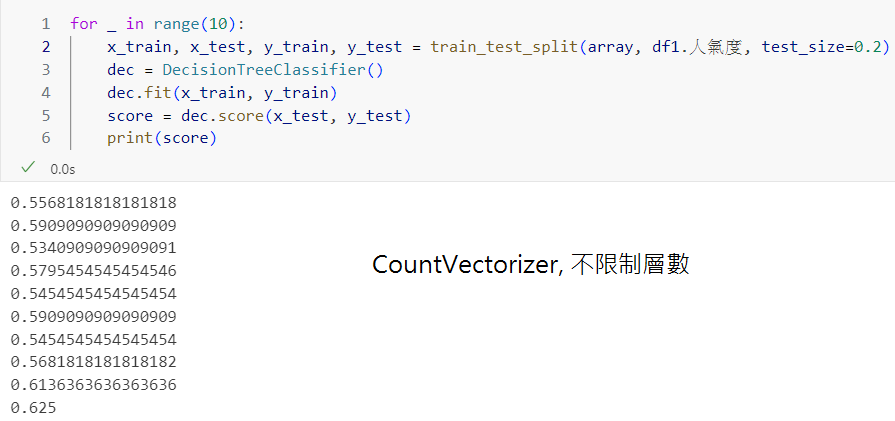 1 for _ in range(10):
2 x_train, x_test, y_train, y_test = train_test_split(array, df1.人氣度, test_size=0.2)
3 dec = DecisionTreeClassifier()
4 dec.fit(x_train, y_train)
5 score = dec.score(x_test, y_test)
6 print(score)
0.0s
0.5568181818181818
0.5909090909090909
0.5340909090909091
0.5795454545454546
0.5454545454545454
0.5909090909090909
0.5454545454545454
0.5681818181818182
0.6136363636363636
0.625
CountVectorizer, 不限制層數